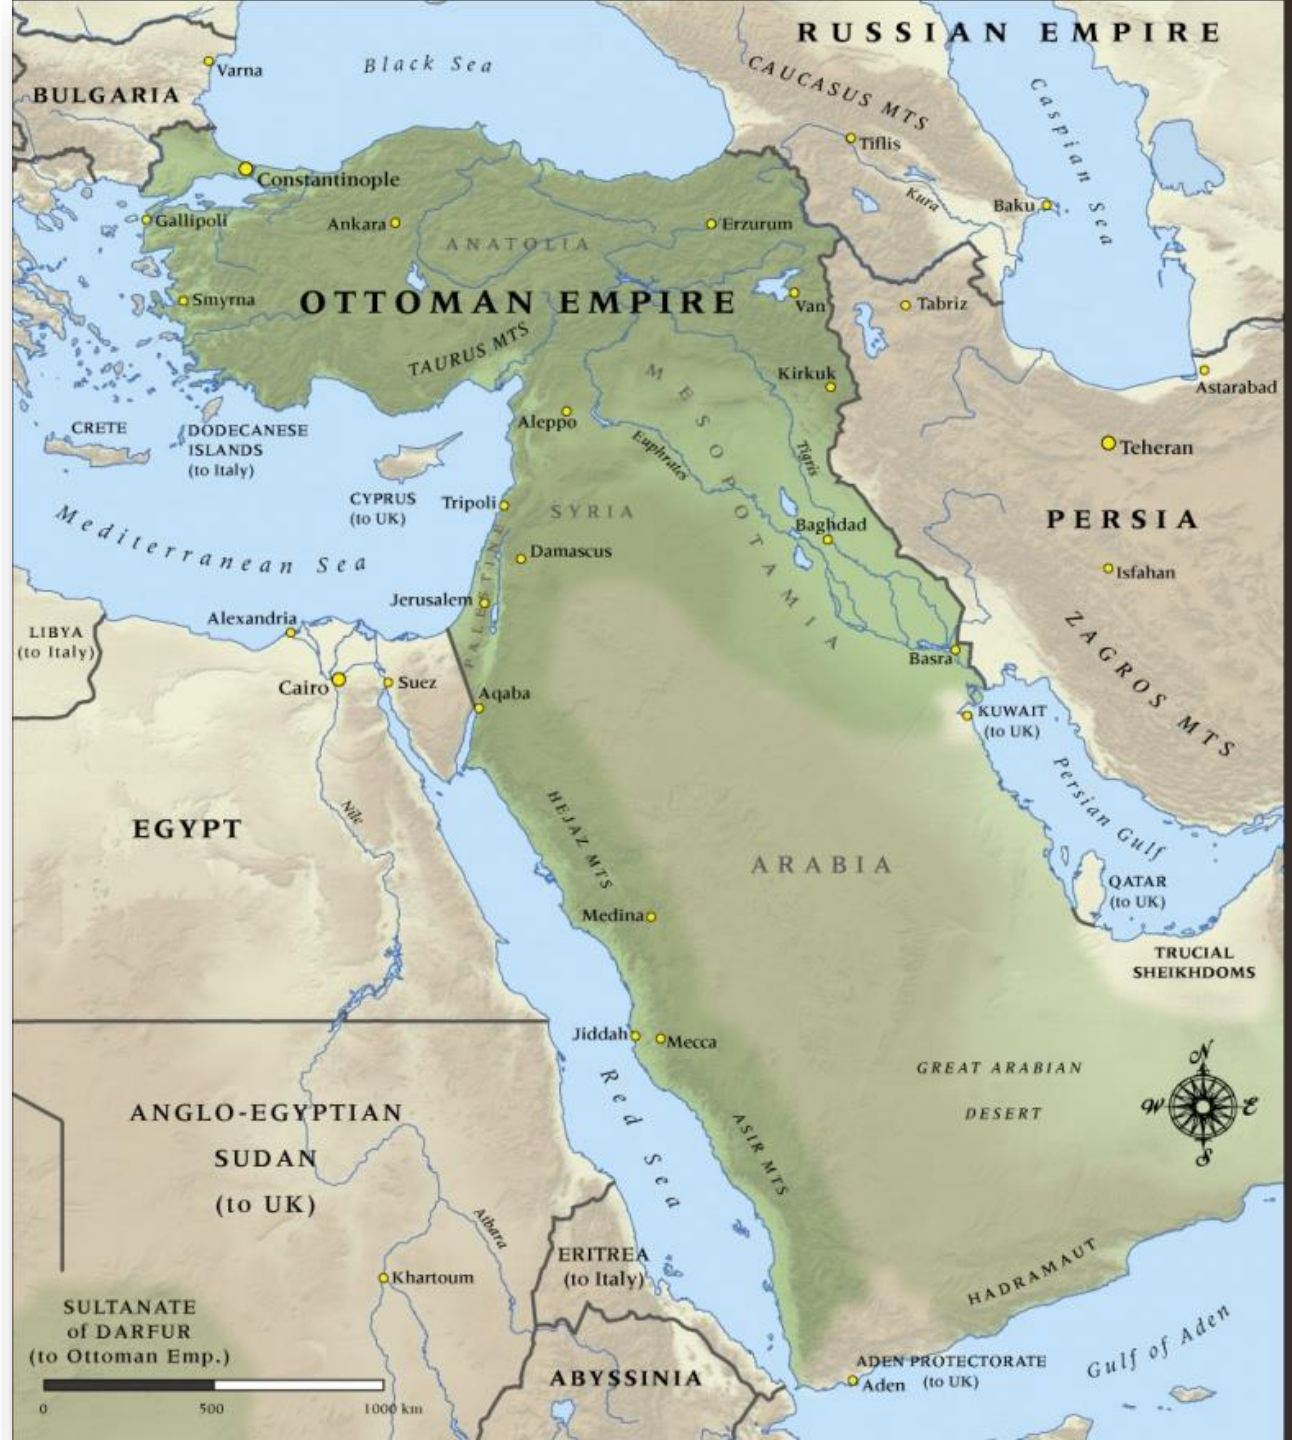 RUSSIAN EMPIRE
Black Sea
Varna
CAUCASUS MTS
BULGARIA
Caspian Sea
Tiflis
Constantinople
Kura
Baku
Gallipoli
Ankara
Erzurum
ANATOLIA
Smyrna
OTTOMAN EMPIRE
Van
Tabriz
TAURUS MTS
Kirkuk
MESOPOTAMIA
Astarabad
Aleppo
CRETE
DODECANESE
ISLANDS
(to Italy)
Euphrates
Tigris
Teheran
CYPRUS
(to UK)
Tripoli
SYRIA
Mediterranean Sea
Baghdad
PERSIA
Damascus
PALESTINE
Isfahan
Jerusalem
Alexandria
LIBYA
(to Italy)
ZAGROS MTS
Basra
Cairo
Suez
Aqaba
KUWAIT
(to UK)
Persian Gulf
HEJAZ MTS
Nile
EGYPT
ARABIA
QATAR
(to UK)
Medina
TRUCIAL
SHEIKHDOMS
Jiddah
Mecca
Red Sea
GREAT ARABIAN
DESERT
N
W
E
S
ANGLO-EGYPTIAN
SUDAN
(to UK)
ASIR MTS
Atbara
ERITREA
(to Italy)
HADRAMAUT
Khartoum
SULTANATE
of DARFUR
(to Ottoman Emp.)
Gulf of Aden
ADEN PROTECTORATE
(to UK)
Aden
ABYSSINIA
0 500 1000 km